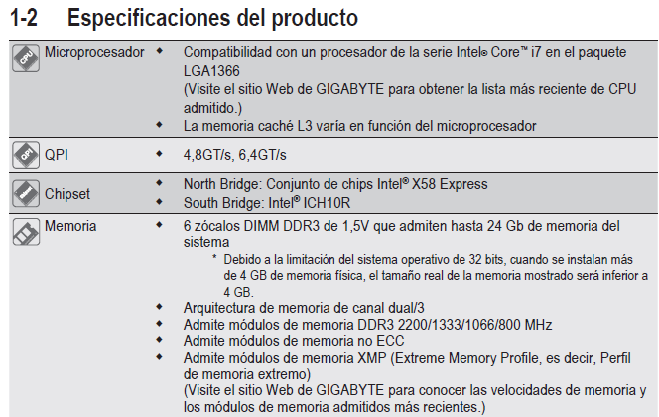 1-2 Especificaciones del producto
Microprocesador ◆ Compatibilidad con un procesador de la serie Intel® Core™ i7 en el paquete
LGA1366
(Visite el sitio Web de GIGABYTE para obtener la lista más reciente de CPU
admitido.)
◆ La memoria caché L3 varía en función del microprocesador
QPI ◆ 4,8GT/s, 6,4GT/s
Chipset ◆ North Bridge: Conjunto de chips Intel® X58 Express
◆ South Bridge: Intel® ICH10R
Memoria ◆ 6 zócalos DIMM DDR3 de 1,5V que admiten hasta 24 Gb de memoria del
sistema
* Debido a la limitación del sistema operativo de 32 bits, cuando se instalan más
de 4 GB de memoria física, el tamaño real de la memoria mostrado será inferior a
4 GB.
◆ Arquitectura de memoria de canal dual/3
◆ Admite módulos de memoria DDR3 2200/1333/1066/800 MHz
◆ Admite módulos de memoria no ECC
◆ Admite módulos de memoria XMP (Extreme Memory Profile, es decir, Perfil
de memoria extremo)
(Visite el sitio Web de GIGABYTE para conocer las velocidades de memoria y
los módulos de memoria admitidos más recientes.)